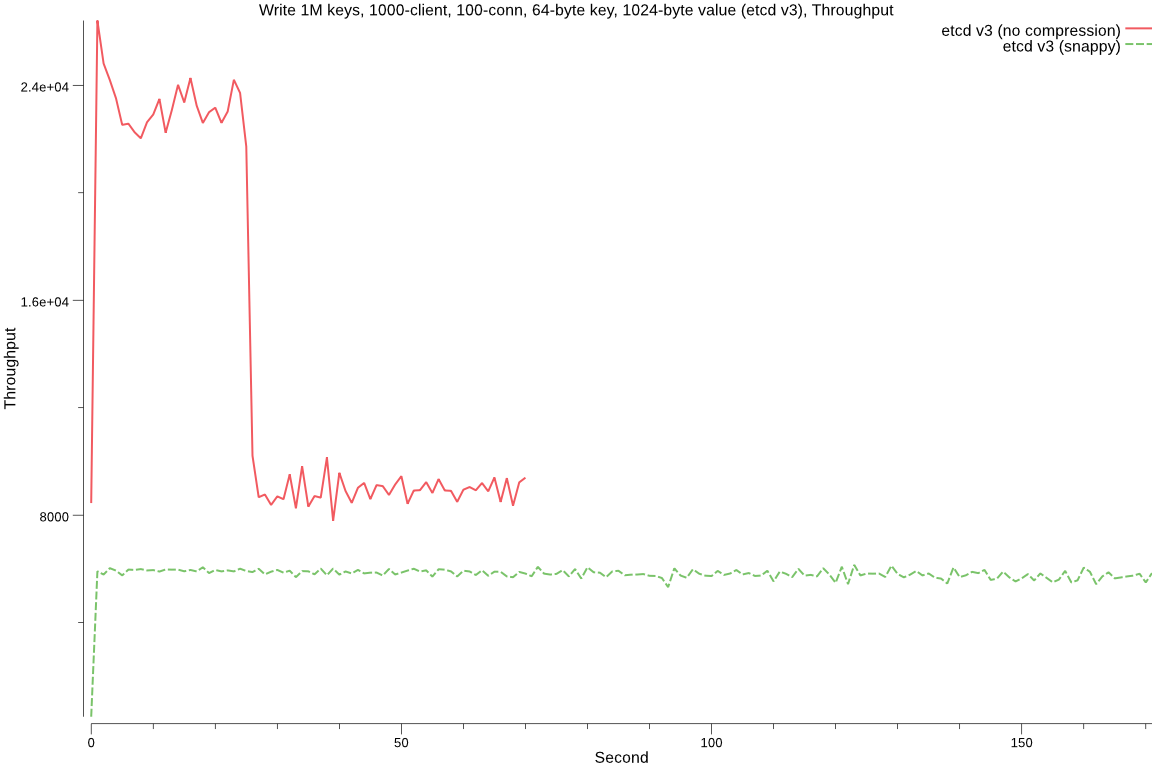 Write 1M keys, 1000-client, 100-conn, 64-byte key, 1024-byte value (etcd v3), Throughput
etcd v3 (no compression)
etcd v3 (snappy)
2.4e+04
1.6e+04
8000
Throughput
0
50
100
150
Second